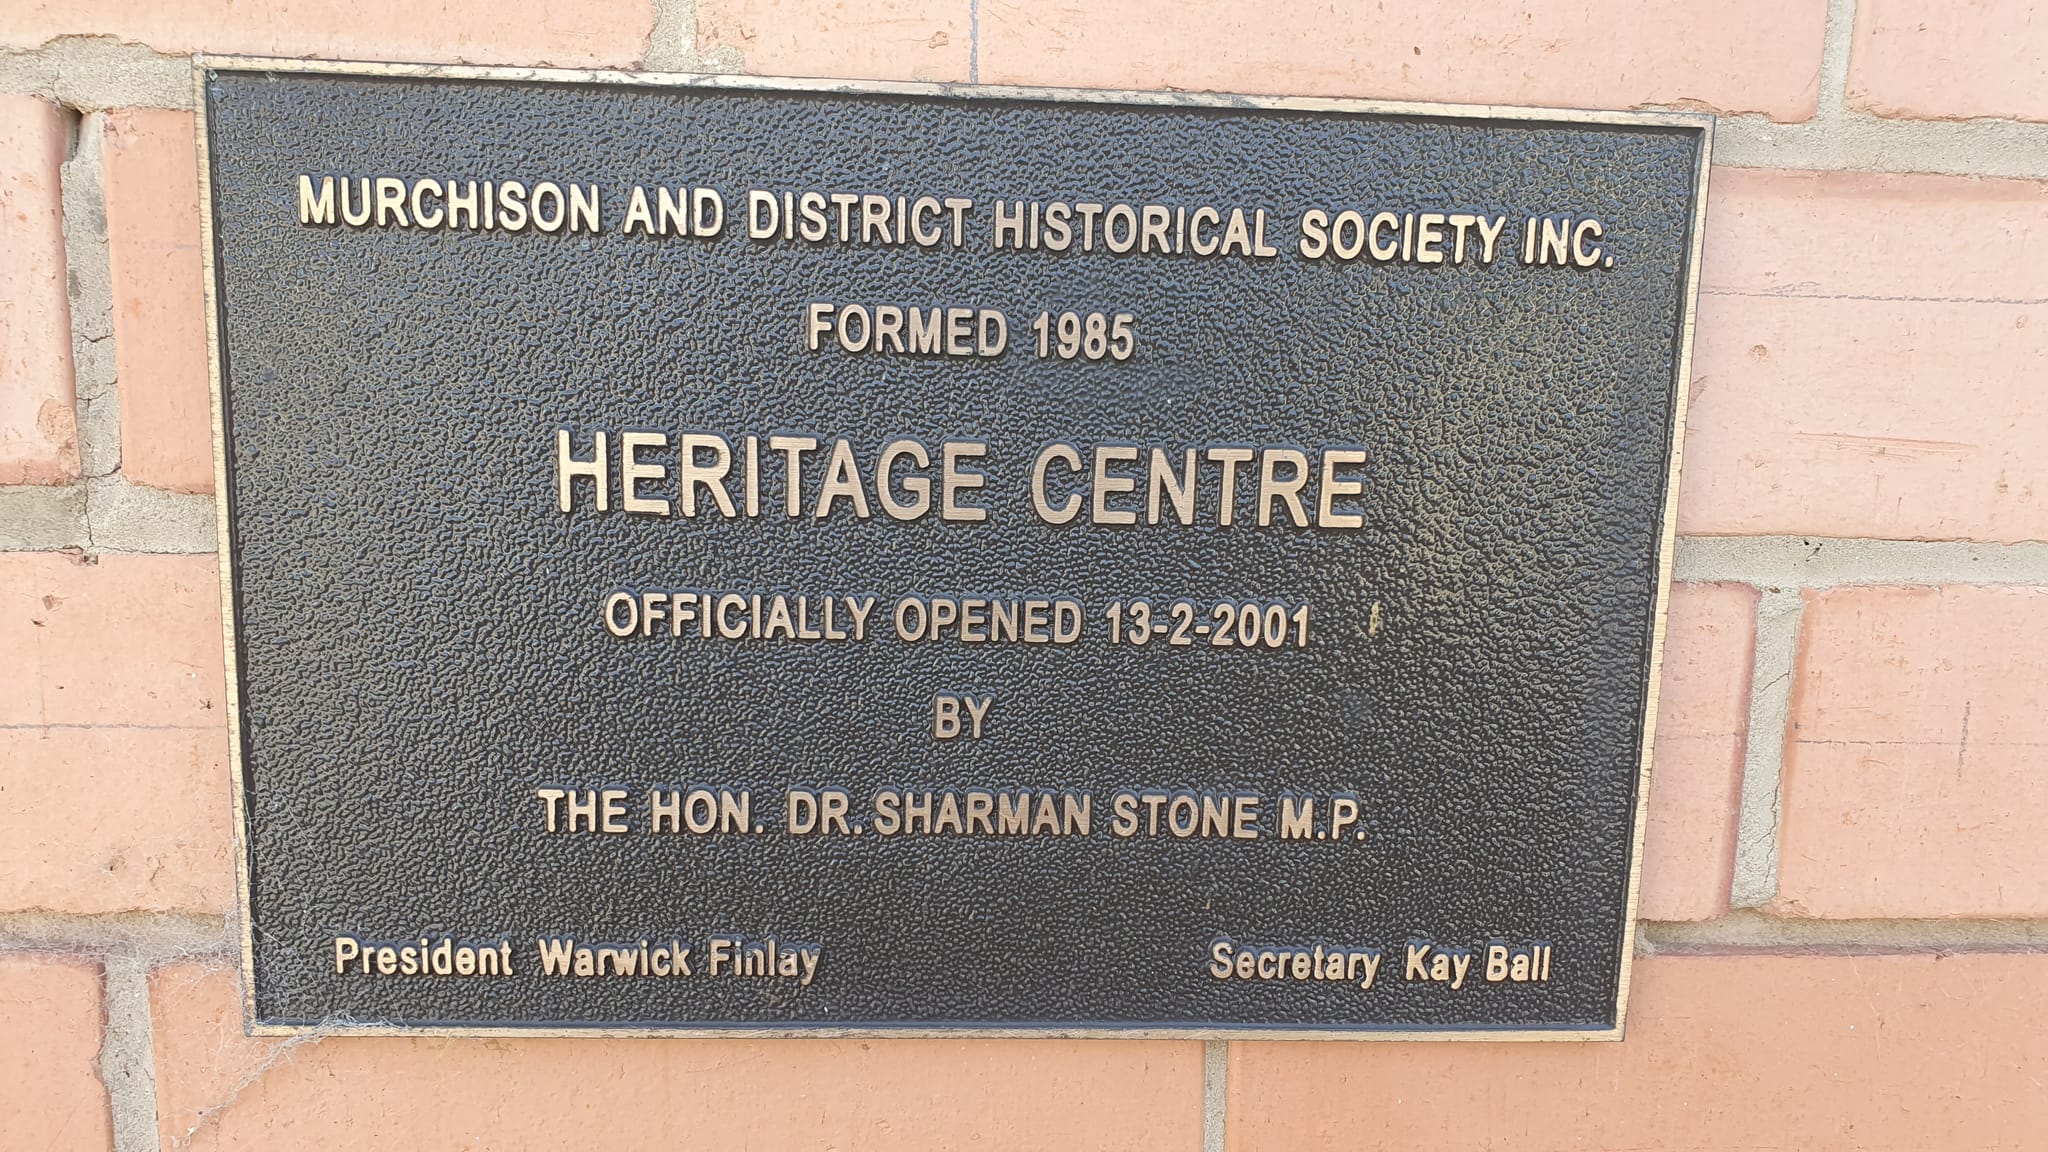 MURCHISON AND DISTRICT HISTORICAL SOCIETY INC.
FORMED 1985
HERITAGE CENTRE
OFFICIALLY OPENED 13-2-2001
BY
THE HON. DR. SHARMAN STONE M.P.
President Warwick Finlay Secretary Kay Ball